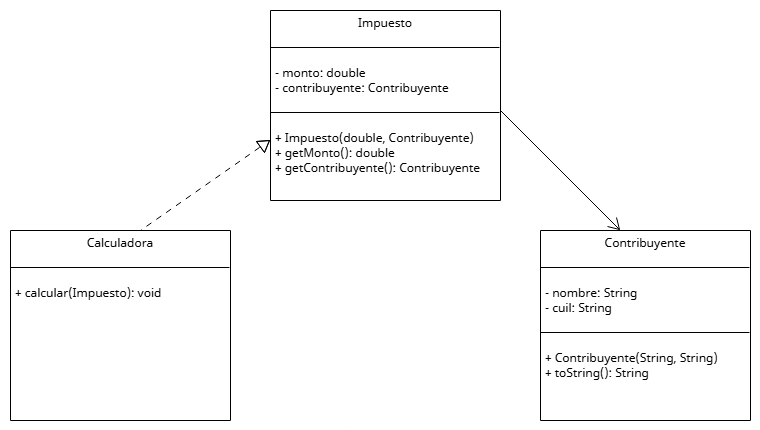 Impuesto
- monto: double
- contribuyente: Contribuyente
+ Impuesto(double, Contribuyente)
+ getMonto(): double
+ getContribuyente(): Contribuyente
Calculadora
+ calcular(Impuesto): void
Contribuyente
- nombre: String
- cuil: String
+ Contribuyente(String, String)
+ toString(): String